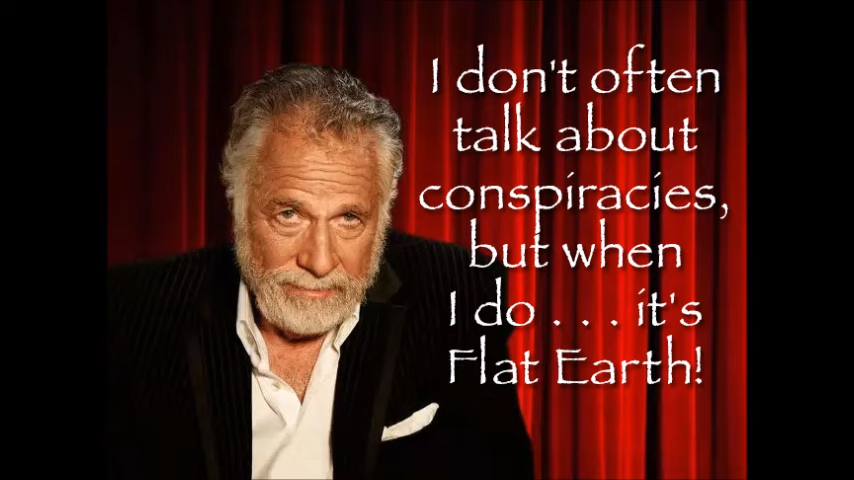 I don't often
talk about
conspiracies,
but when
I do . . . it's
Flat Earth!